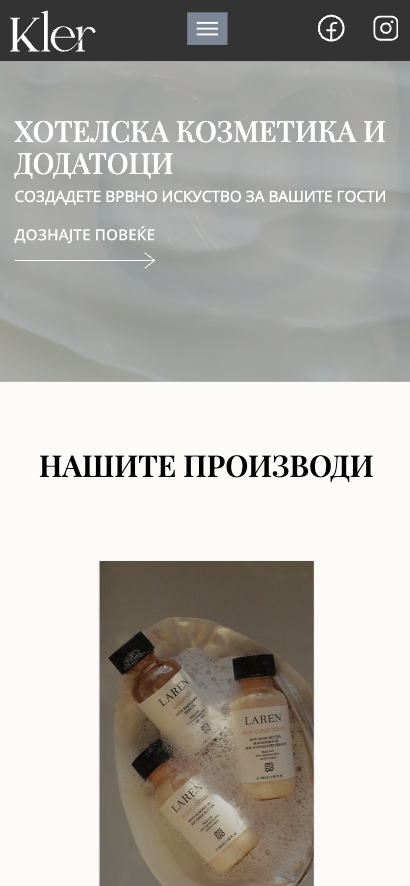 Kler
ХОТЕЛСКА КОЗМЕТИКА И
ДОДАТОЦИ
СОЗДАДЕТЕ ВРВНО ИСКУСТВО ЗА ВАШИТЕ ГОСТИ
ДОЗНАЈТЕ ПОВЕЌЕ
НАШИТЕ ПРОИЗВОДИ
LAREN
LAREN
LAREN